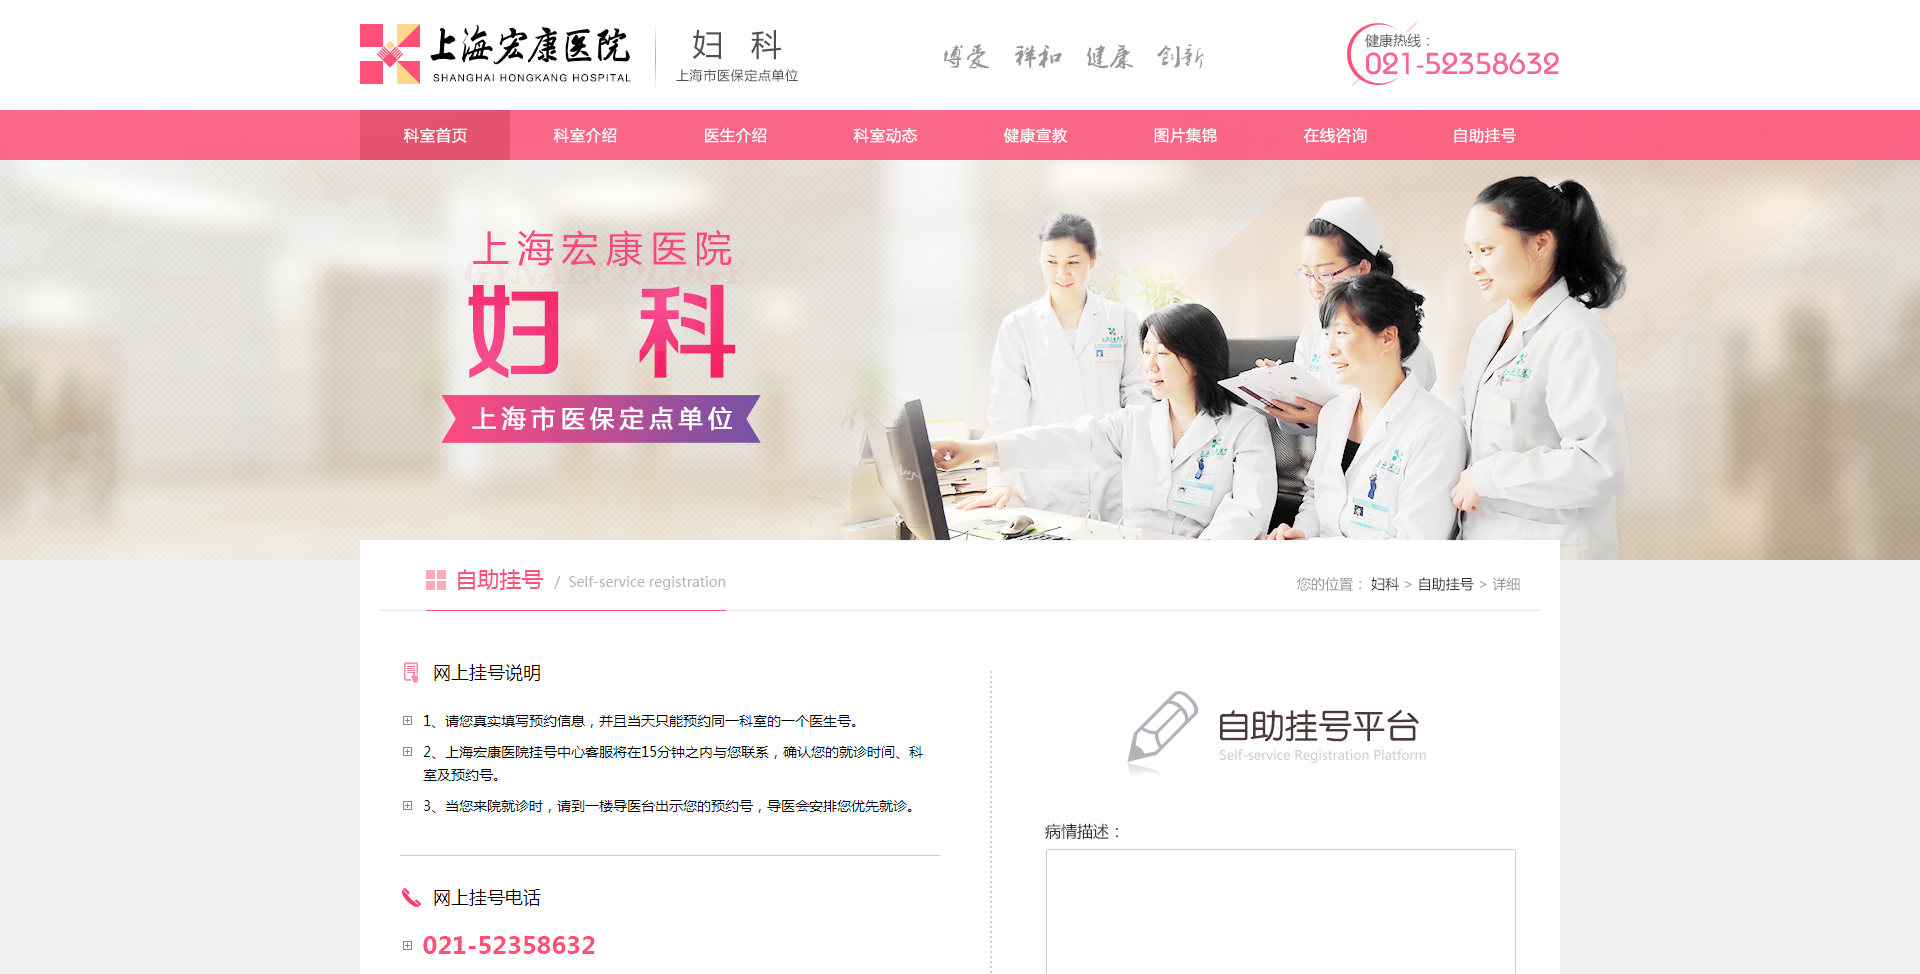 上海宏康医院
SHANGHAI HONGKANG HOSPITAL
妇 科
上海市医保定点单位
博爱 祥和 健康 创新
健康热线：
021-52358632
科室首页 科室介绍 医生介绍 科室动态 健康宣教 图片集锦 在线咨询 自助挂号
上海宏康医院
GYNAECOLOGY
妇 科
上海市医保定点单位
自助挂号 / Self-service registration
您的位置： 妇科 > 自助挂号 > 详细
网上挂号说明
1、请您真实填写预约信息，并且当天只能预约同一科室的一个医生号。
2、上海宏康医院挂号中心客服将在15分钟之内与您联系，确认您的就诊时间、科
室及预约号。
3、当您来院就诊时，请到一楼导医台出示您的预约号，导医会安排您优先就诊。
网上挂号电话
021-52358632
自助挂号平台
Self-service Registration Platform
病情描述：